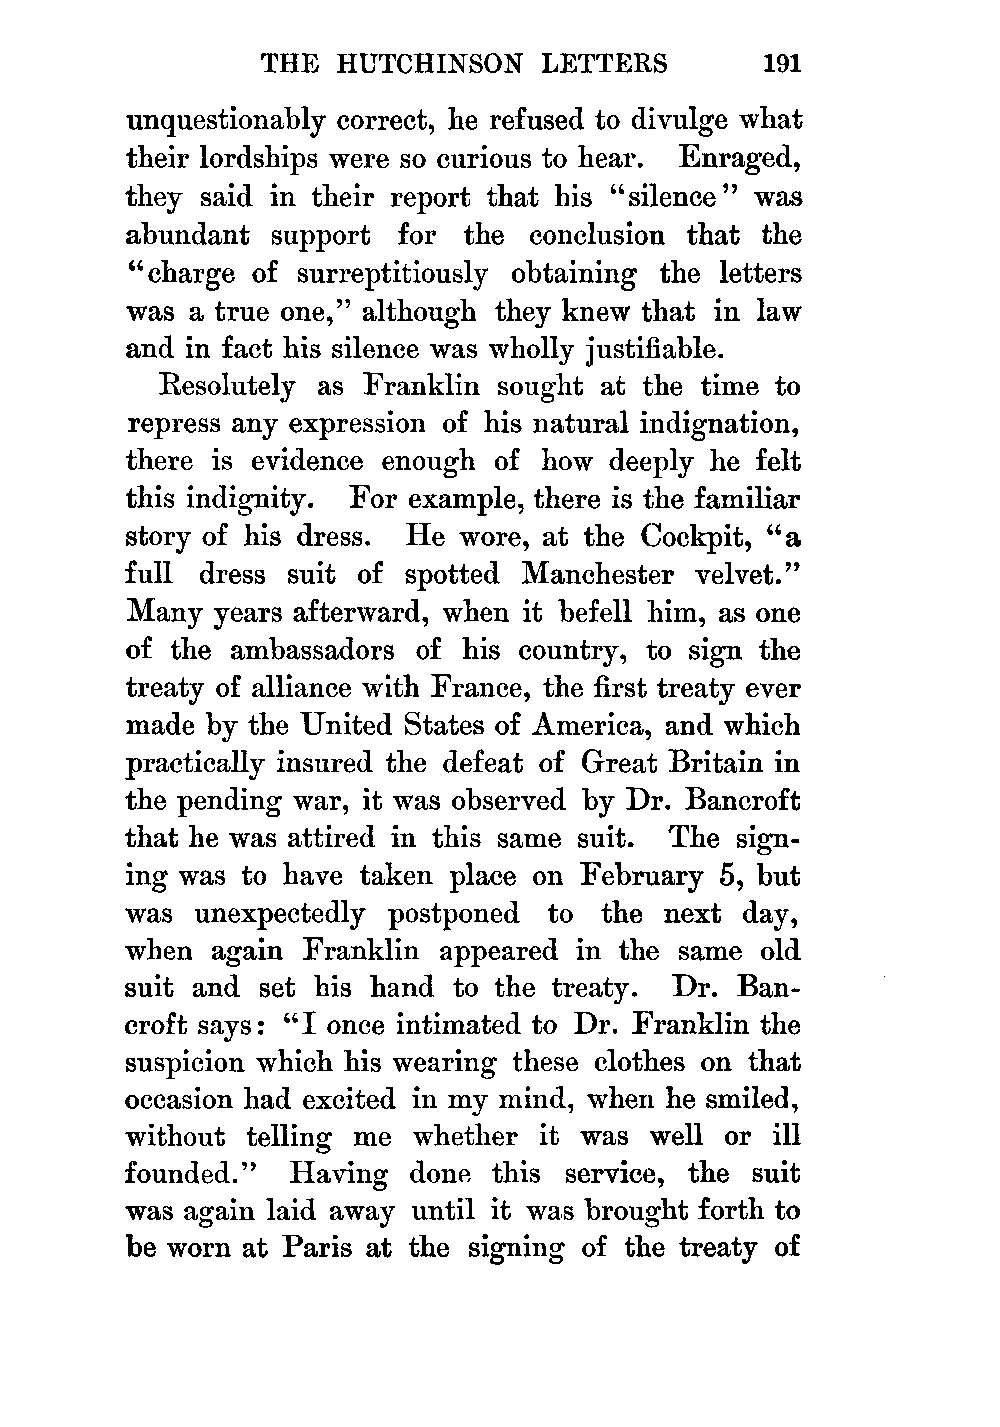 THE HUTCHINSON LETTERS 191
unquestionably correct, he refused to divulge what
their lordships were so curious to hear. Enraged,
they said in their report that his “silence” was
abundant support for the conclusion that the
“charge of surreptitiously obtaining the letters
was a true one,” although they knew that in law
and in fact his silence was wholly justifiable.
Resolutely as Franklin sought at the time to
repress any expression of his natural indignation,
there is evidence enough of how deeply he felt
this indignity. For example, there is the familiar
story of his dress. He wore, at the Cockpit, “a
full dress suit of spotted Manchester velvet.”
Many years afterward, when it befell him, as one
of the ambassadors of his country, to sign the
treaty of alliance with France, the first treaty ever
made by the United States of America, and which
practically insured the defeat of Great Britain in
the pending war, it was observed by Dr. Bancroft
that he was attired in this same suit. The sign-
ing was to have taken place on February 5, but
was unexpectedly postponed to the next day,
when again Franklin appeared in the same old
suit and set his hand to the treaty. Dr. Ban-
croft says: “I once intimated to Dr. Franklin the
suspicion which his wearing these clothes on that
occasion had excited in my mind, when he smiled,
without telling me whether it was well or ill
founded.” Having done this service, the suit
was again laid away until it was brought forth to
be worn at Paris at the signing of the treaty of